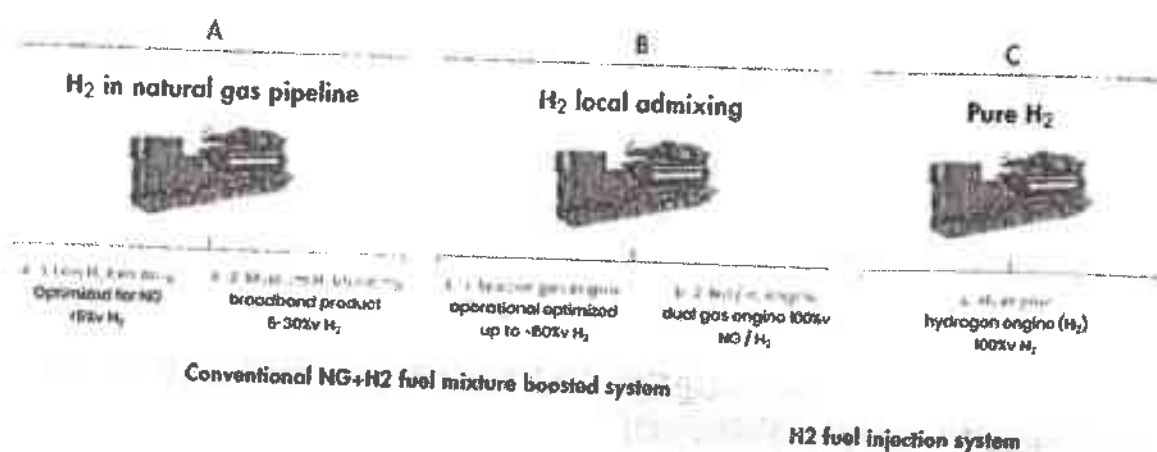 A
B
C
H₂ in natural gas pipeline
H₂ local admixing
Pure H₂
Optimized for NG
broadband product
5-30%v H₂
operational optimized
up to
dual gas engine 100%v
NG / H₂
hydrogen engine (H₂)
100%v H₂
Conventional NG+H2 fuel mixture boosted system
H2 fuel injection system